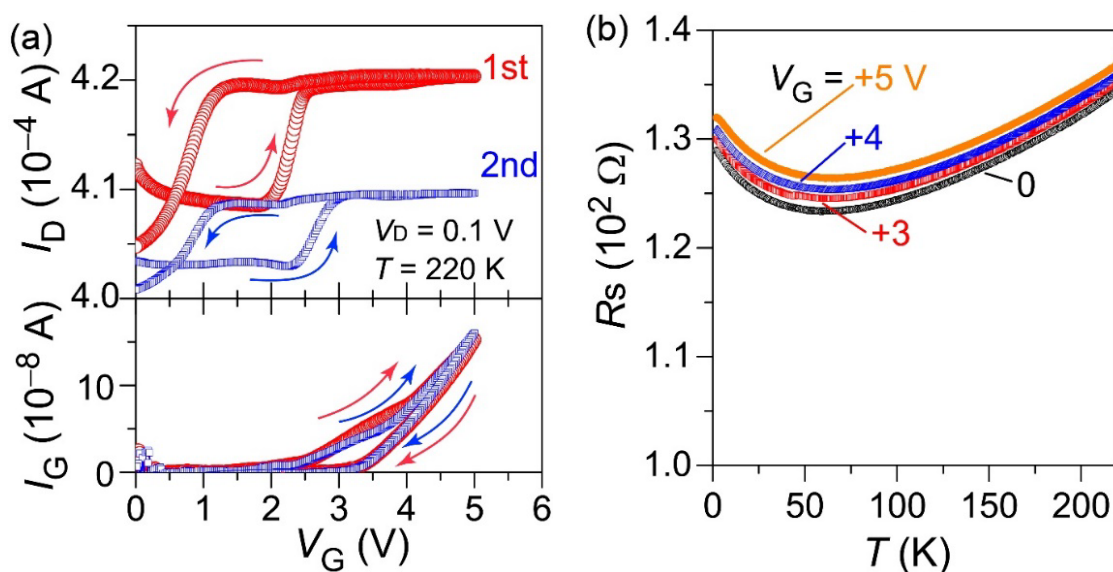 (a)
4.2
4.1
4.0
I_D (10⁻⁴ A)
1st
2nd
V_D = 0.1 V
T = 220 K
10
0
I_G (10⁻⁸ A)
0 1 2 3 4 5 6
V_G (V)
(b)
1.4
1.3
1.2
1.1
1.0
Rs (10² Ω)
V_G = +5 V
+4
+3
0
0 50 100 150 200
T (K)